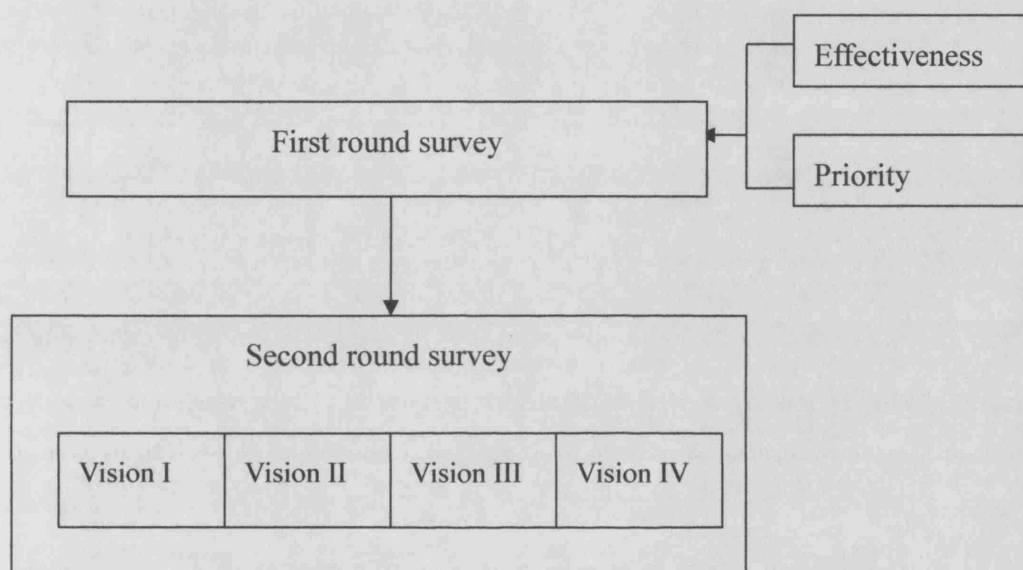 Effectiveness
First round survey
Priority
Second round survey
Vision I
Vision II
Vision III
Vision IV